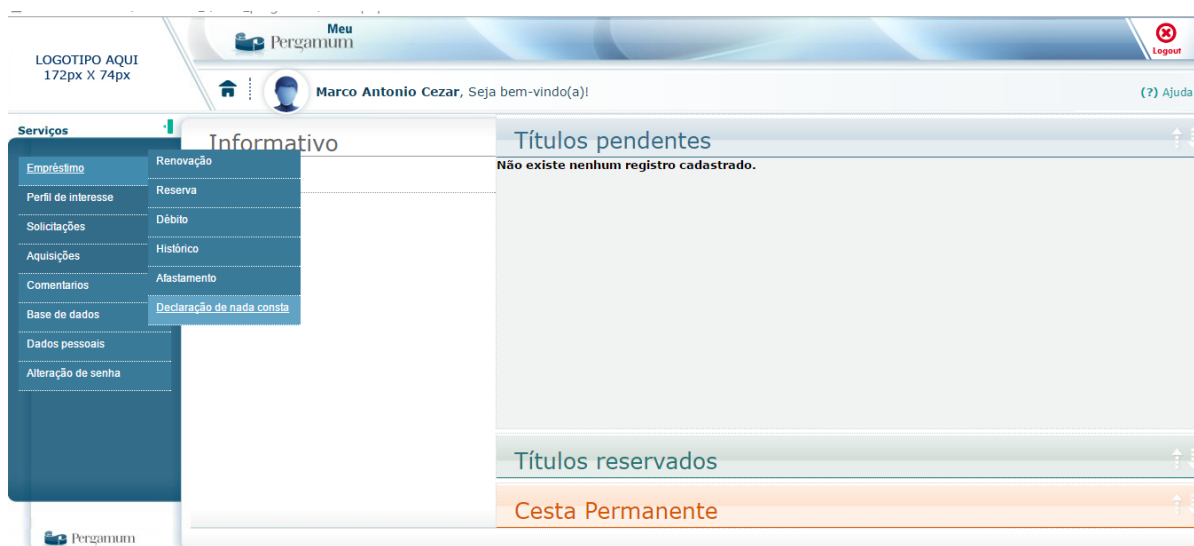 Meu
Pergamum
Logout
LOGOTIPO AQUI
172px X 74px
Marco Antonio Cezar, Seja bem-vindo(a)!
(?) Ajuda
Serviços
Informativo
Títulos pendentes
Não existe nenhum registro cadastrado.
Empréstimo
Perfil de interesse
Solicitações
Aquisições
Comentarios
Base de dados
Dados pessoais
Alteração de senha
Renovação
Reserva
Débito
Histórico
Afastamento
Declaração de nada consta
Títulos reservados
Cesta Permanente
Pergamum